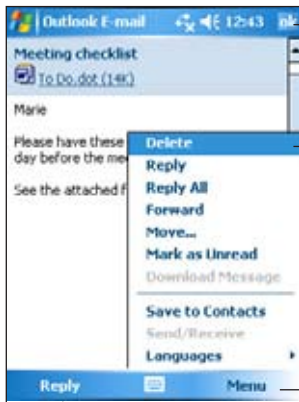 Outlook E-mail 12:43 ok
Meeting checklist
To Do.dot (14K)
Marie
Please have these
day before the mee
See the attached f
Delete
Reply
Reply All
Forward
Move...
Mark as Unread
Download Message
Save to Contacts
Send/Receive
Languages
Reply Menu